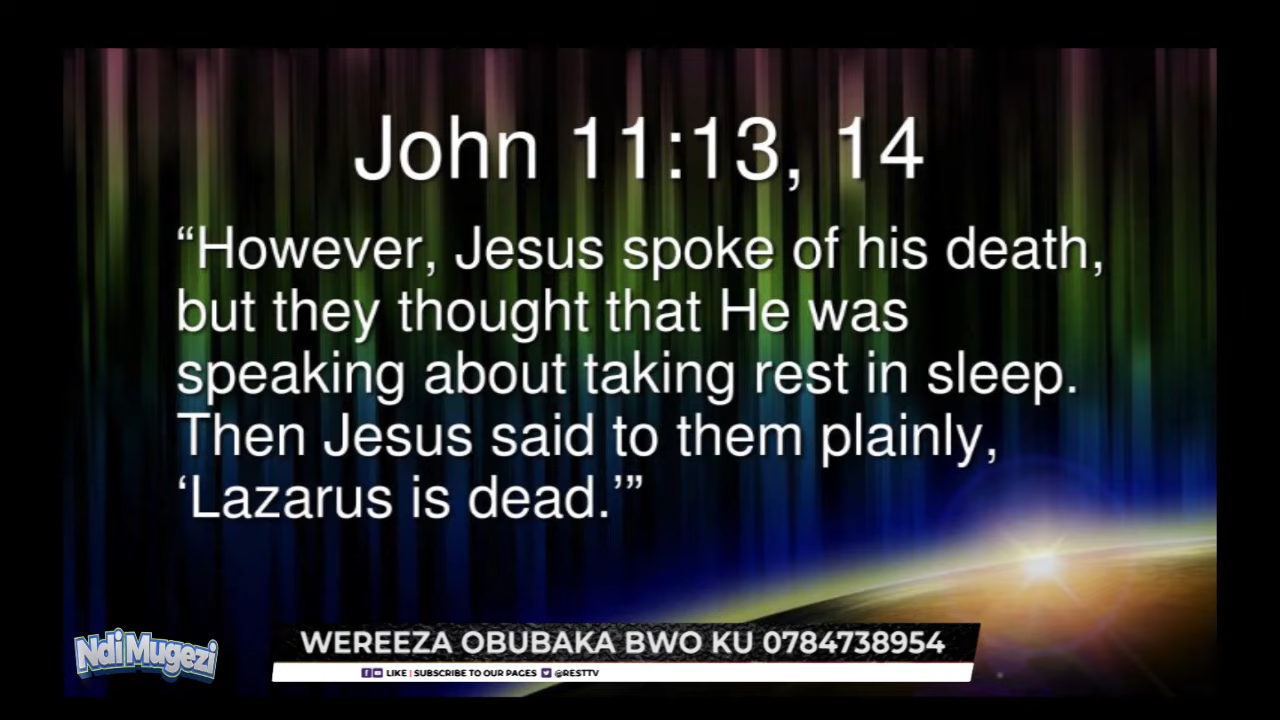 John 11:13, 14
“However, Jesus spoke of his death,
but they thought that He was
speaking about taking rest in sleep.
Then Jesus said to them plainly,
‘Lazarus is dead.’”
Ndi Mugezi
WEREEZA OBUBAKA BWO KU 0784738954
LIKE | SUBSCRIBE TO OUR PAGES @RESTTV